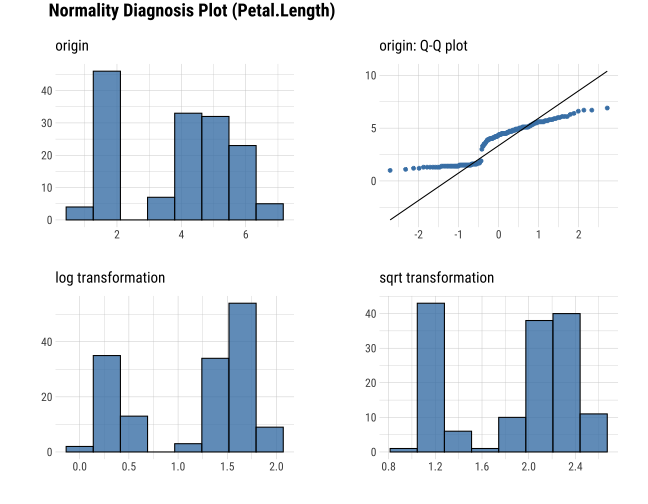 Normality Diagnosis Plot (Petal.Length)
origin
40
30
20
10
0
2 4 6
origin: Q-Q plot
10
5
0
-2 -1 0 1 2
log transformation
40
20
0
0.0 0.5 1.0 1.5 2.0
sqrt transformation
40
30
20
10
0
0.8 1.2 1.6 2.0 2.4